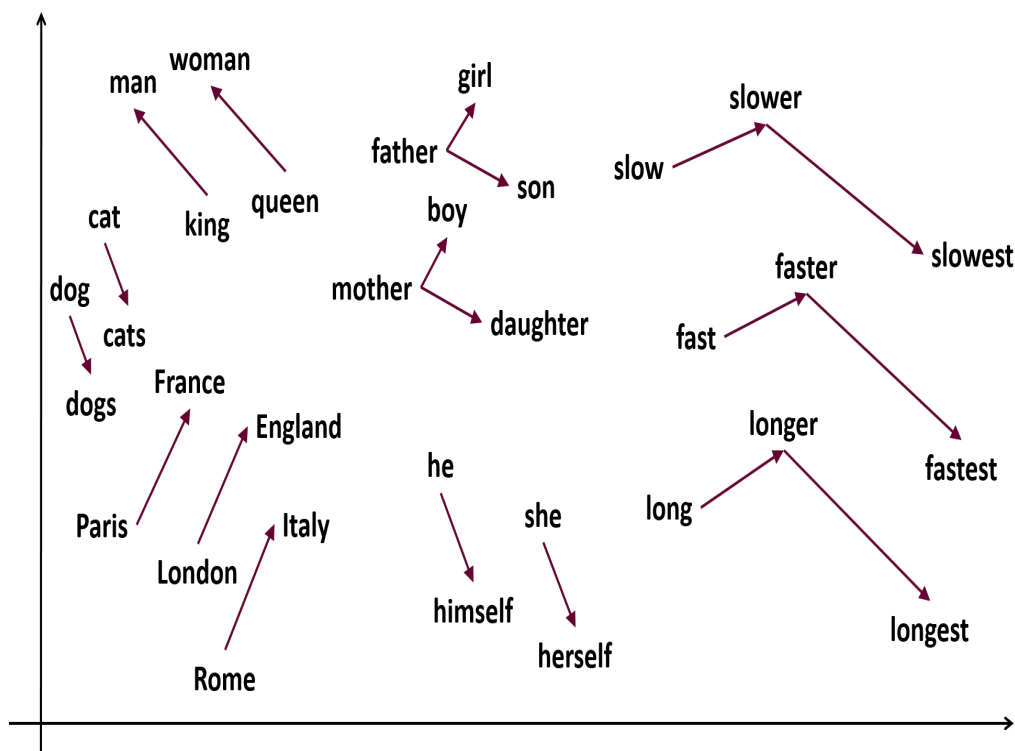 woman
man
king
queen
cat
cats
dog
dogs
France
Paris
England
London
Italy
Rome
girl
father
son
boy
mother
daughter
he
himself
she
herself
slower
slow
slowest
faster
fast
fastest
longer
long
longest